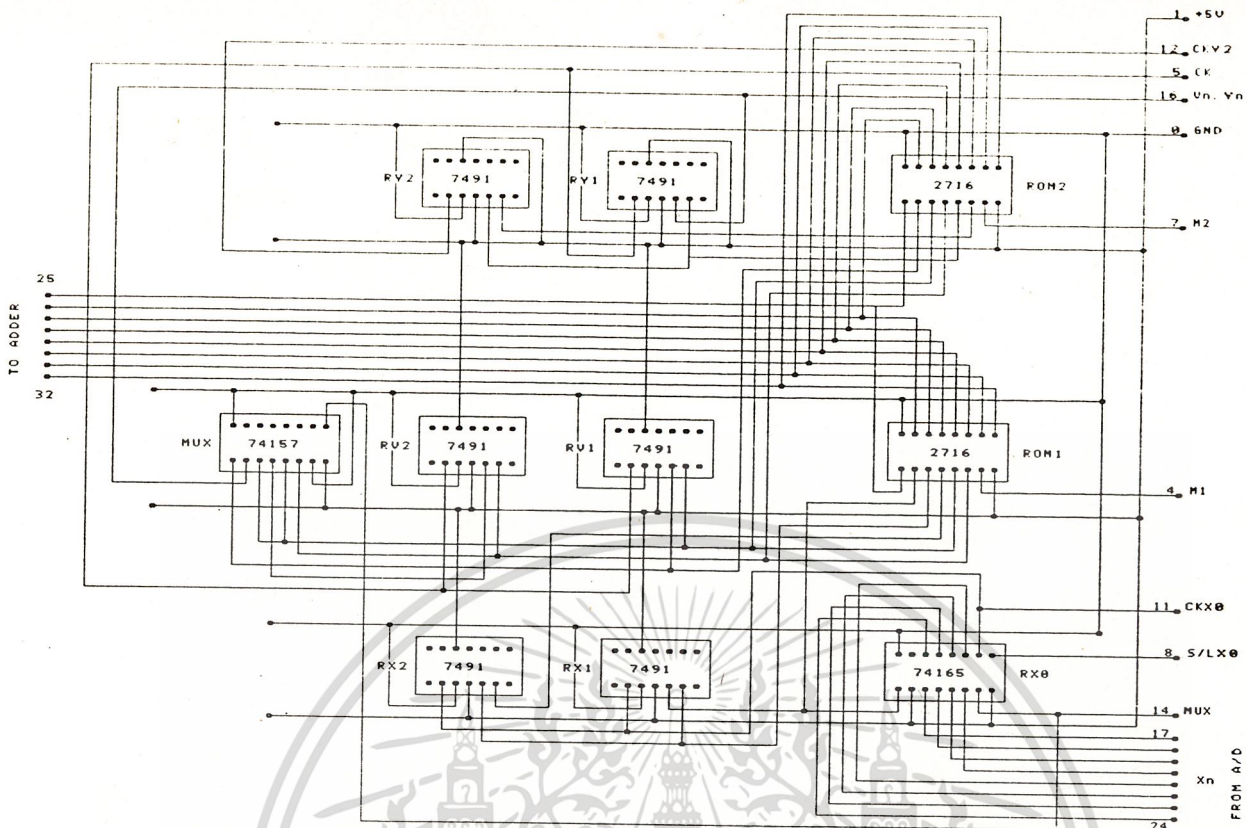 1 +5V
12 CKY2
5 CK
16 Vn. Yn
0 GND
RY2 7491
RY1 7491
2716 ROM2
7 M2
25
TO ADDER
32
MUX 74157
RV2 7491
RV1 7491
2716 ROM1
4 M1
11 CKX0
RX2 7491
RX1 7491
74165 RX0
8 S/LX0
14 MUX
17
Xn
FROM A/D
24